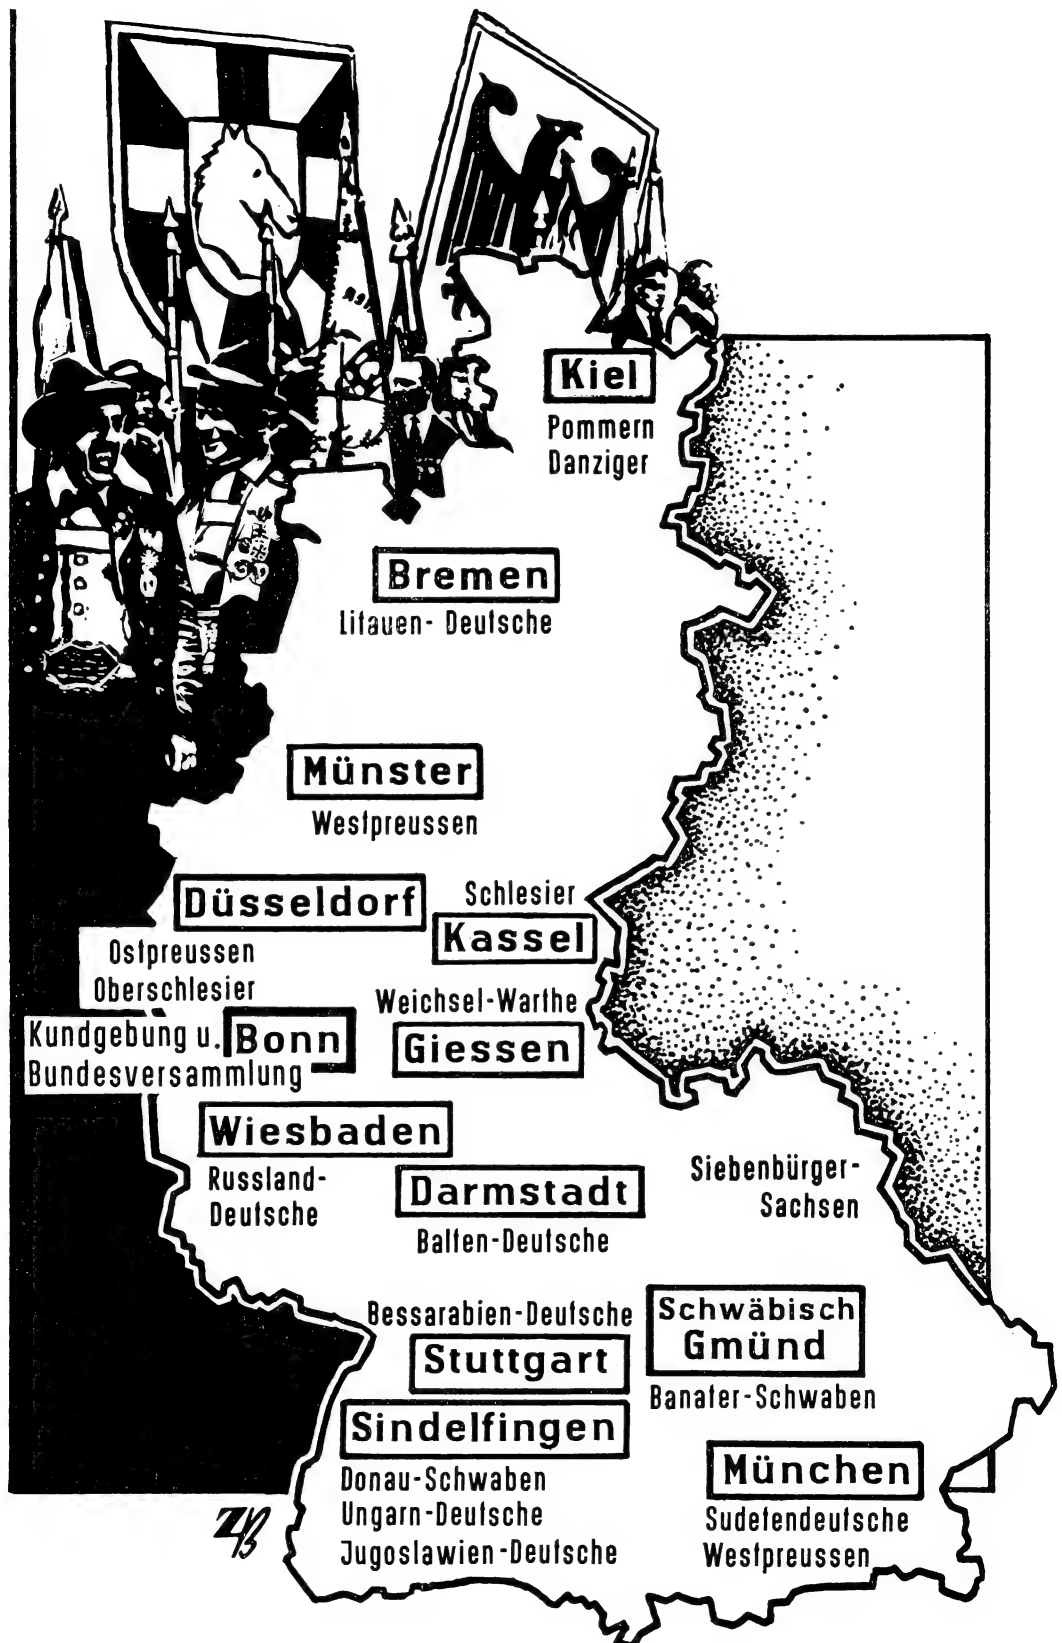 Kiel
Pommern
Danziger
Bremen
Litauen- Deutsche
Münster
Westpreussen
Düsseldorf
Ostpreussen
Oberschlesier
Schlesier
Kassel
Weichsel-Warthe
Giessen
Kundgebung u. Bonn
Bundesversammlung
Wiesbaden
Russland-
Deutsche
Darmstadt
Balten-Deutsche
Siebenbürger-
Sachsen
Schwäbisch
Gmünd
Banater-Schwaben
Bessarabien-Deutsche
Stuttgart
Sindelfingen
Donau-Schwaben
Ungarn-Deutsche
Jugoslawien-Deutsche
München
Sudetendeutsche
Westpreussen